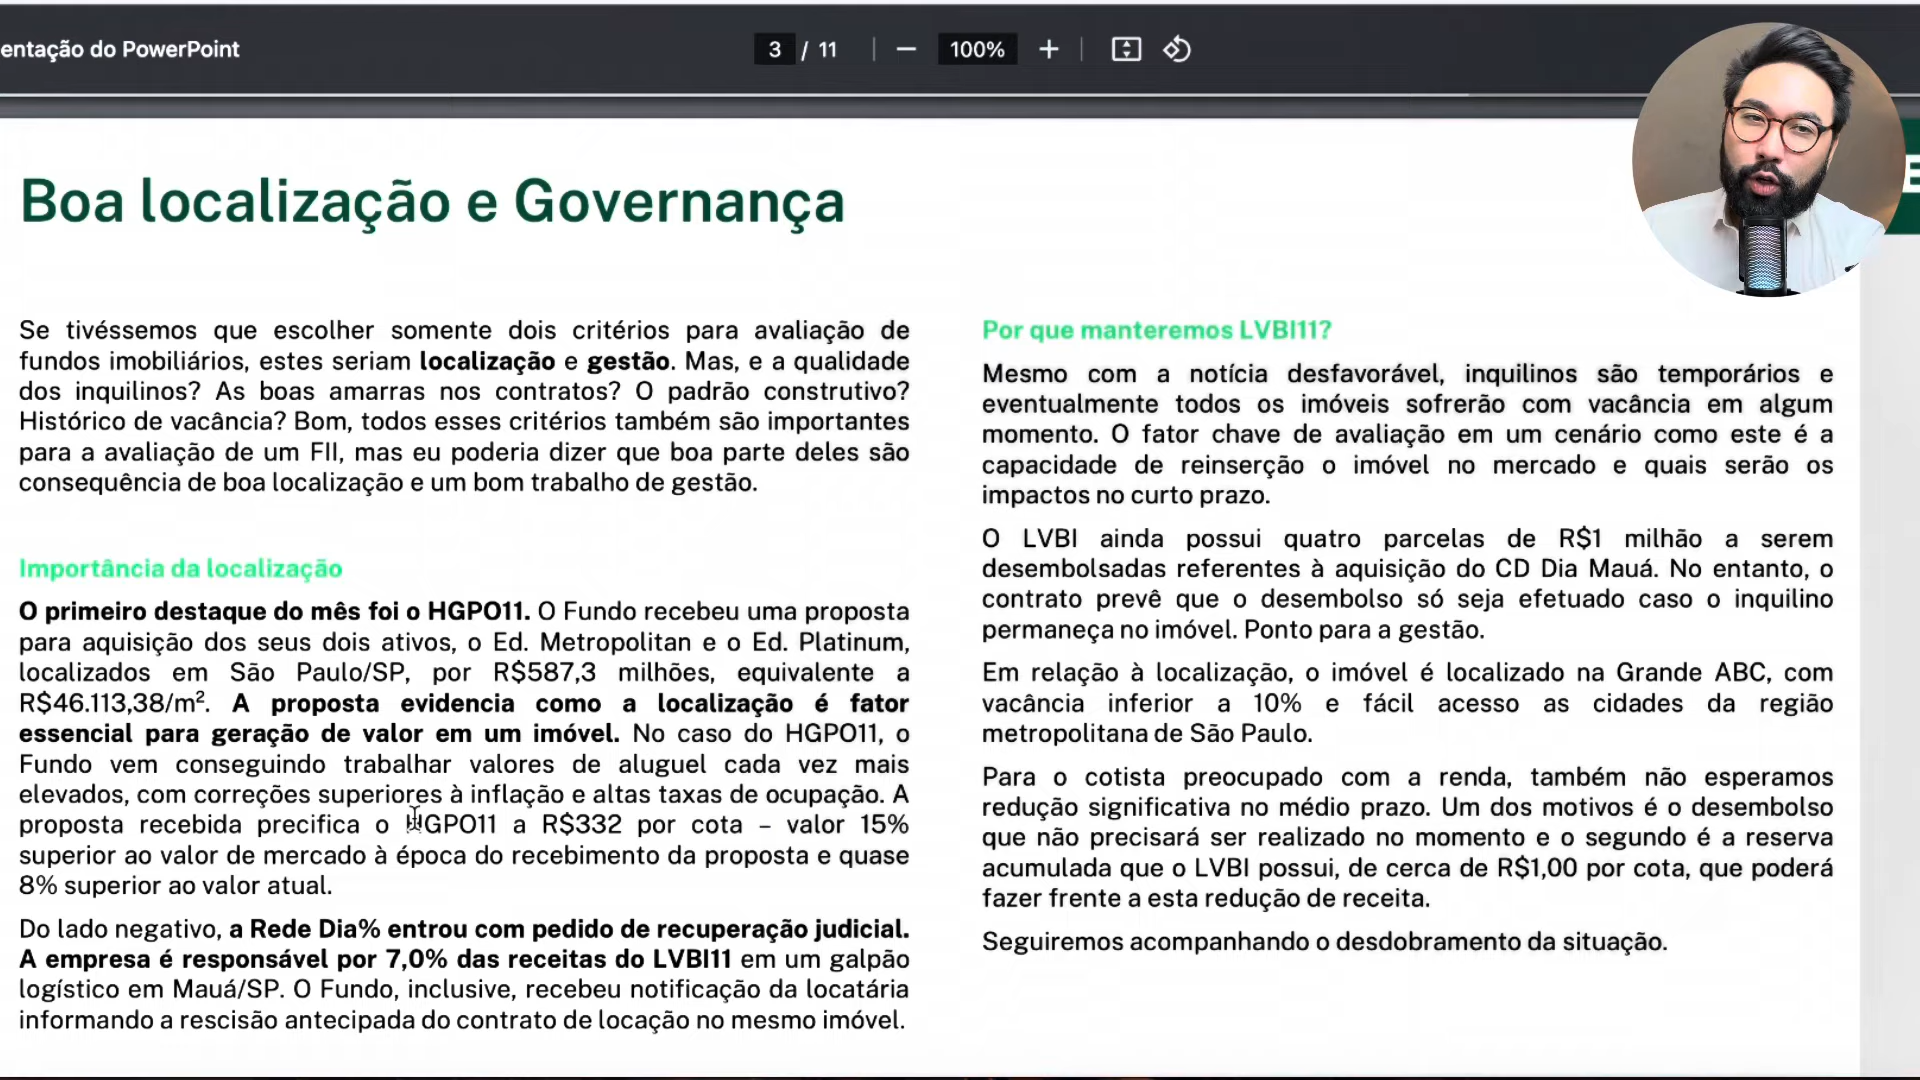 entação do PowerPoint
3 / 11
100%
Boa localização e Governança
Se tivéssemos que escolher somente dois critérios para avaliação de
fundos imobiliários, estes seriam localização e gestão. Mas, e a qualidade
dos inquilinos? As boas amarras nos contratos? O padrão construtivo?
Histórico de vacância? Bom, todos esses critérios também são importantes
para a avaliação de um FII, mas eu poderia dizer que boa parte deles são
consequência de boa localização e um bom trabalho de gestão.
Importância da localização
O primeiro destaque do mês foi o HGPO11. O Fundo recebeu uma proposta
para aquisição dos seus dois ativos, o Ed. Metropolitan e o Ed. Platinum,
localizados em São Paulo/SP, por R$587,3 milhões, equivalente a
R$46.113,38/m². A proposta evidencia como a localização é fator
essencial para geração de valor em um imóvel. No caso do HGPO11, o
Fundo vem conseguindo trabalhar valores de aluguel cada vez mais
elevados, com correções superiores à inflação e altas taxas de ocupação. A
proposta recebida precifica o HGPO11 a R$332 por cota – valor 15%
superior ao valor de mercado à época do recebimento da proposta e quase
8% superior ao valor atual.
Do lado negativo, a Rede Dia% entrou com pedido de recuperação judicial.
A empresa é responsável por 7,0% das receitas do LVBI11 em um galpão
logístico em Mauá/SP. O Fundo, inclusive, recebeu notificação da locatária
informando a rescisão antecipada do contrato de locação no mesmo imóvel.
Por que manteremos LVBI11?
Mesmo com a notícia desfavorável, inquilinos são temporários e
eventualmente todos os imóveis sofrerão com vacância em algum
momento. O fator chave de avaliação em um cenário como este é a
capacidade de reinserção o imóvel no mercado e quais serão os
impactos no curto prazo.
O LVBI ainda possui quatro parcelas de R$1 milhão a serem
desembolsadas referentes à aquisição do CD Dia Mauá. No entanto, o
contrato prevê que o desembolso só seja efetuado caso o inquilino
permaneça no imóvel. Ponto para a gestão.
Em relação à localização, o imóvel é localizado na Grande ABC, com
vacância inferior a 10% e fácil acesso as cidades da região
metropolitana de São Paulo.
Para o cotista preocupado com a renda, também não esperamos
redução significativa no médio prazo. Um dos motivos é o desembolso
que não precisará ser realizado no momento e o segundo é a reserva
acumulada que o LVBI possui, de cerca de R$1,00 por cota, que poderá
fazer frente a esta redução de receita.
Seguiremos acompanhando o desdobramento da situação.